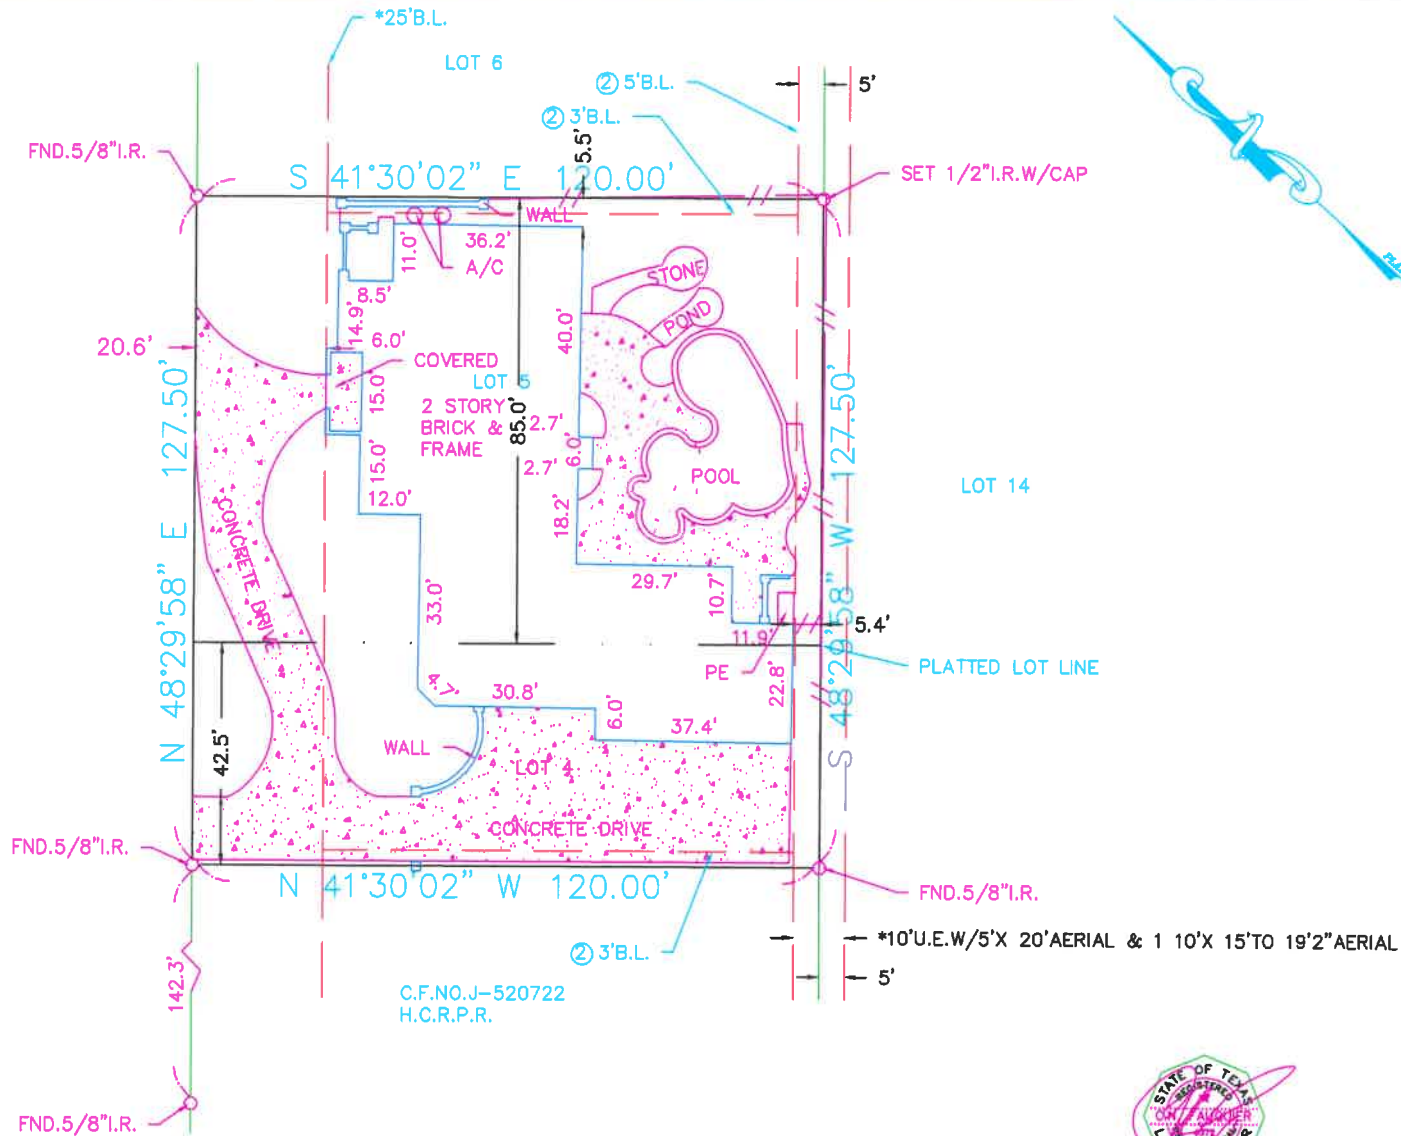 *25'B.L.
LOT 6
② 5'B.L.
5'
② 3'B.L.
5.5'
FND.5/8"I.R.
S 41°30'02" E 120.00'
SET 1/2"I.R.W/CAP
WALL
11.0'
36.2'
A/C
STONE
8.5'
POND
14.9'
20.6'
6.0'
40.0'
COVERED
LOT 5
15.0'
2 STORY
BRICK &
FRAME
85.0'
2.7'
6.0'
2.7'
N 48°29'58" E 127.50'
S 48°29'58" W 127.50'
15.0'
POOL
LOT 14
12.0'
18.2'
CONCRETE DRIVE
29.7'
10.7'
33.0'
5.4'
11.9'
PE
PLATTED LOT LINE
4.7'
30.8'
22.8'
6.0'
37.4'
42.5'
WALL
LOT 4
CONCRETE DRIVE
FND.5/8"I.R.
N 41°30'02" W 120.00'
FND.5/8"I.R.
② 3'B.L.
*10'U.E.W/5'X 20'AERIAL & 1 10'X 15'TO 19'2"AERIAL
5'
142.3'
C.F.NO.J-520722
H.C.R.P.R.
STATE OF TEXAS
REGISTERED
FND.5/8"I.R.